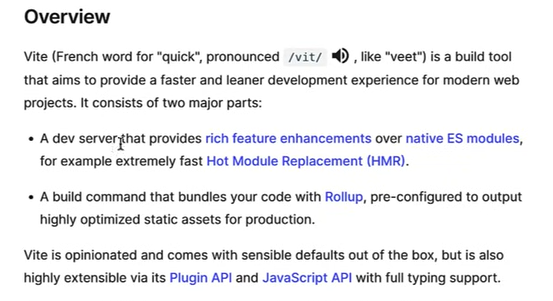 Overview
Vite (French word for "quick", pronounced /vit/ , like "veet") is a build tool
that aims to provide a faster and leaner development experience for modern web
projects. It consists of two major parts:
• A dev server that provides rich feature enhancements over native ES modules,
for example extremely fast Hot Module Replacement (HMR).
• A build command that bundles your code with Rollup, pre-configured to output
highly optimized static assets for production.
Vite is opinionated and comes with sensible defaults out of the box, but is also
highly extensible via its Plugin API and JavaScript API with full typing support.